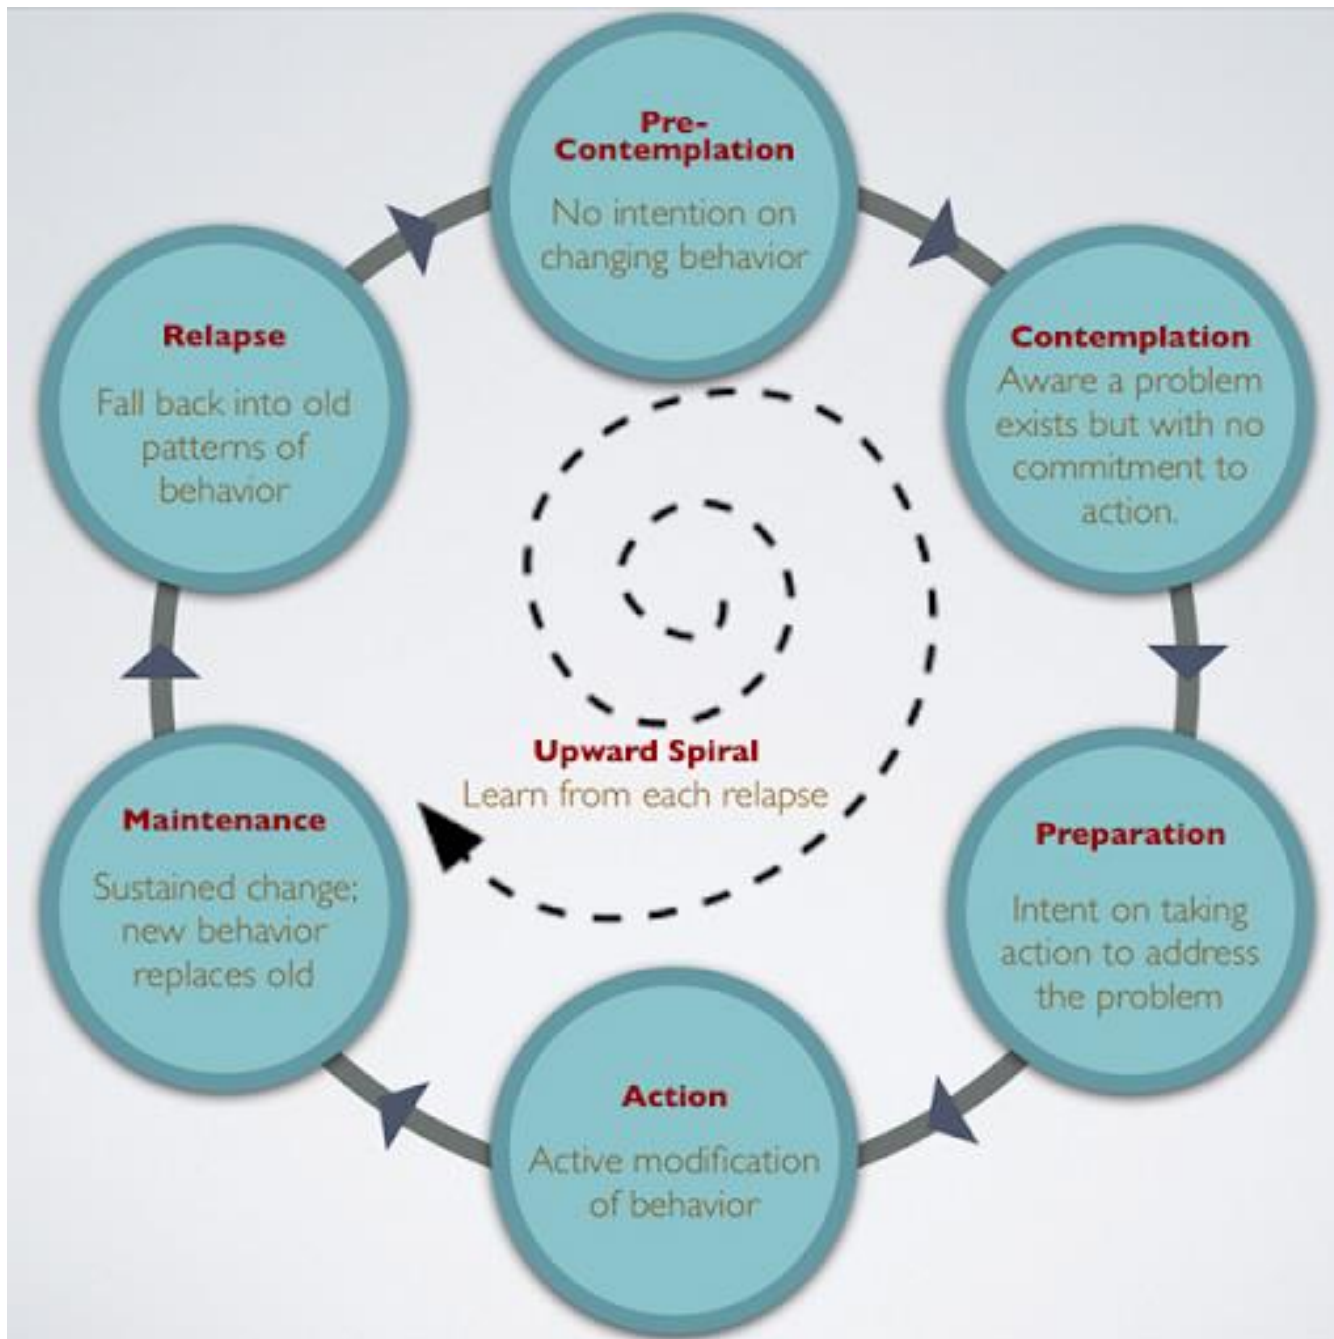 Pre-
Contemplation
No intention on
changing behavior
Contemplation
Aware a problem
exists but with no
commitment to
action.
Preparation
Intent on taking
action to address
the problem
Action
Active modification
of behavior
Maintenance
Sustained change;
new behavior
replaces old
Relapse
Fall back into old
patterns of
behavior
Upward Spiral
Learn from each relapse